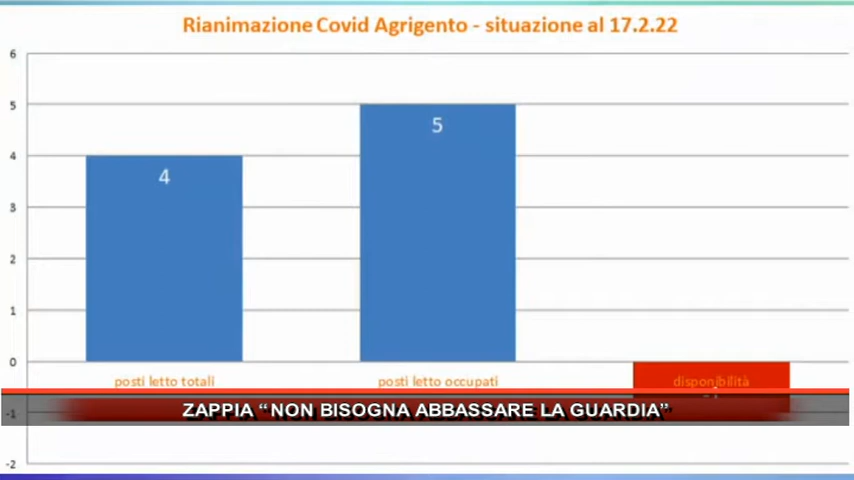 Rianimazione Covid Agrigento - situazione al 17.2.22
6
5
4
3
2
1
0
-1
-2
4
5
posti letto totali
posti letto occupati
disponibilità
ZAPPIA “NON BISOGNA ABBASSARE LA GUARDIA”